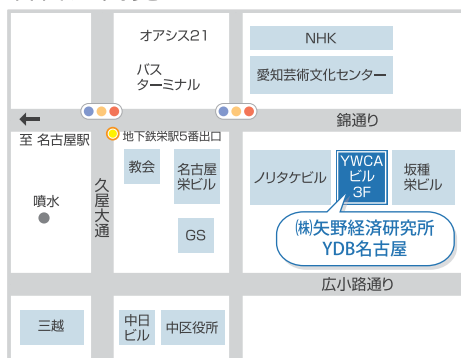 オアシス21
バス
ターミナル
NHK
愛知芸術文化センター
錦通り
至 名古屋駅
地下鉄栄駅5番出口
教会
名古屋
栄ビル
ノリタケビル
YWCA
ビル
3F
坂種
栄ビル
久屋大通
噴水
GS
㈱矢野経済研究所
YDB名古屋
広小路通り
三越
中日
ビル
中区役所